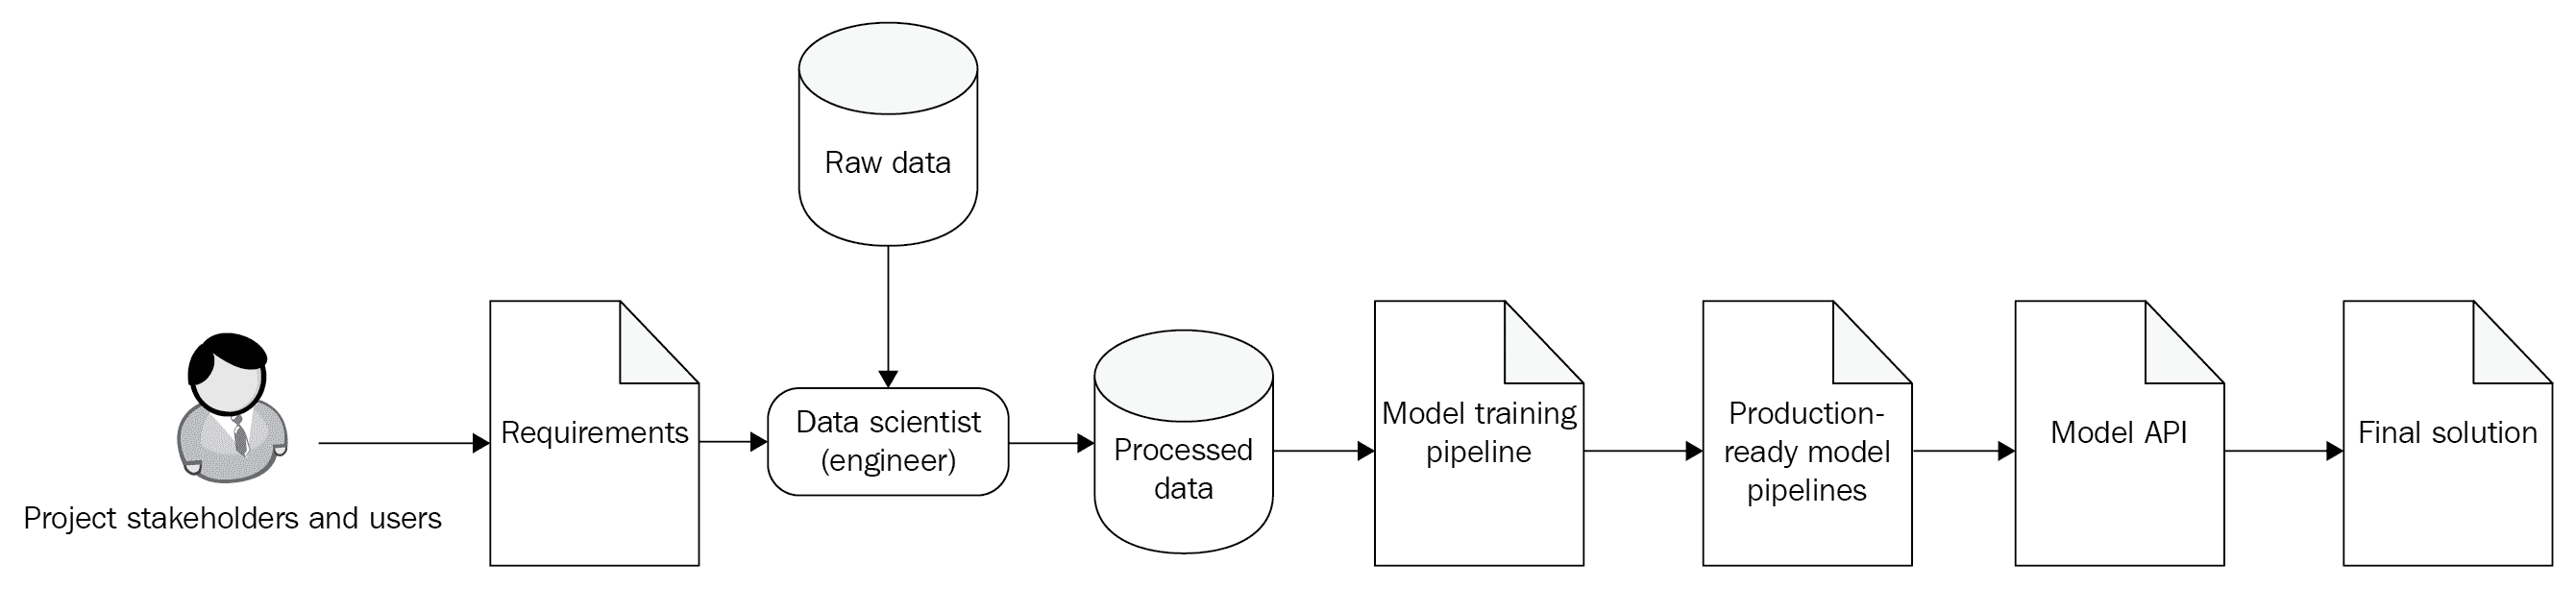 Raw data
Requirements
Data scientist
(engineer)
Processed
data
Model training
pipeline
Production-
ready model
pipelines
Model API
Final solution
Project stakeholders and users